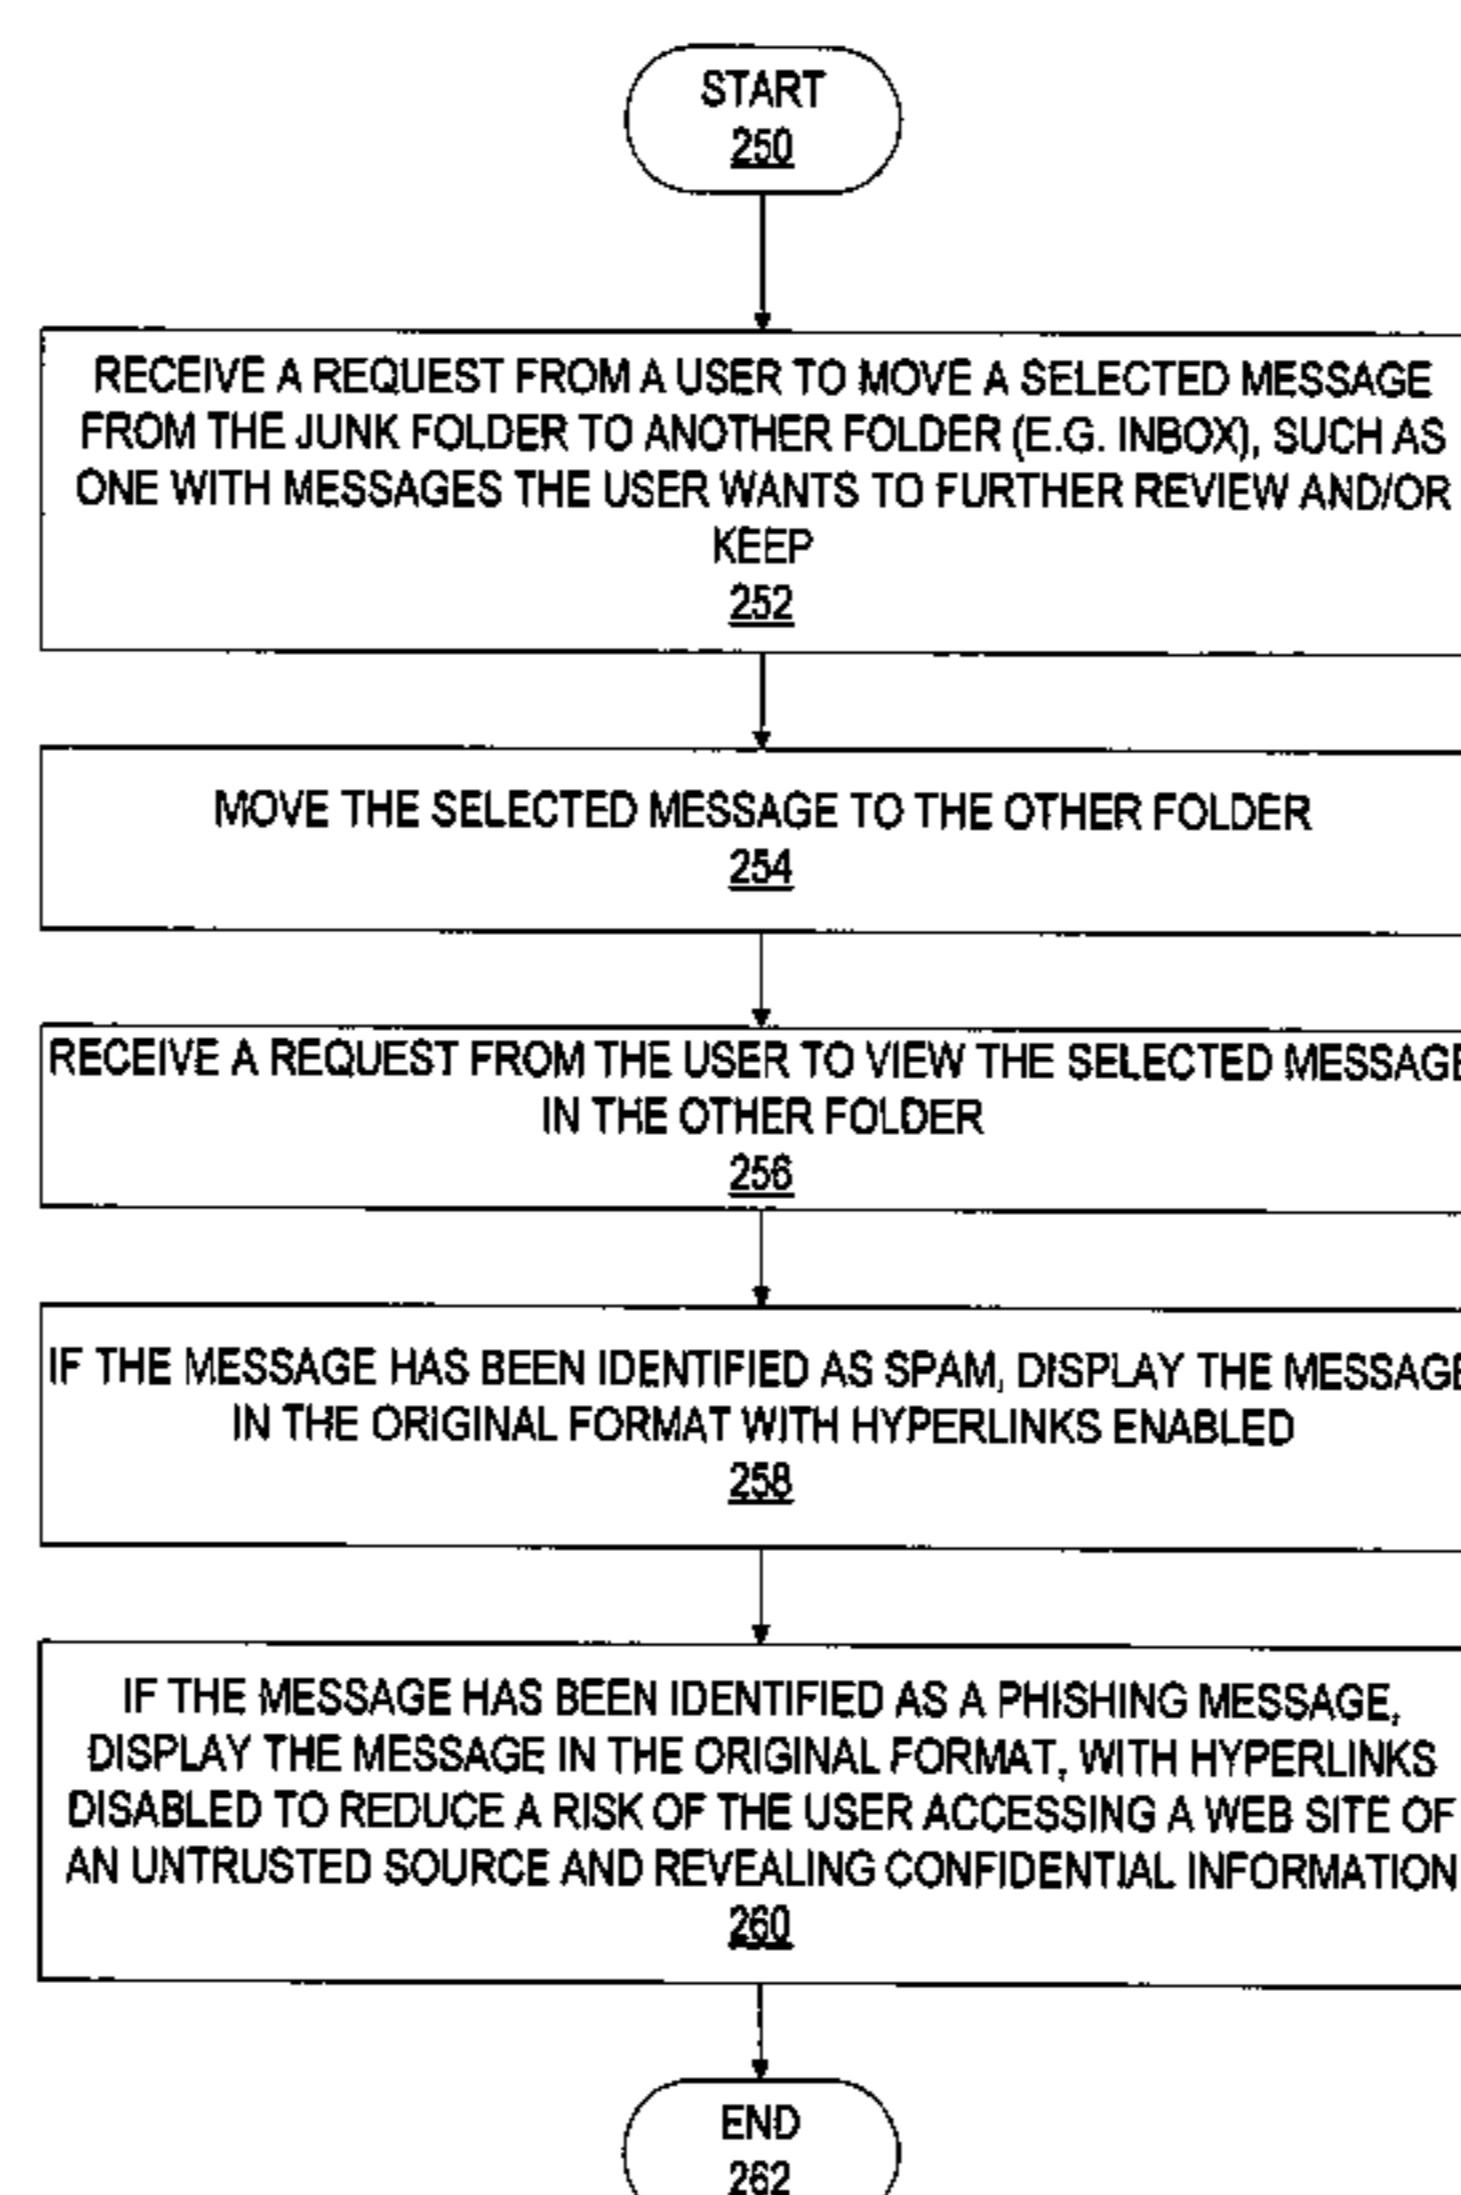 START
250
RECEIVE A REQUEST FROM A USER TO MOVE A SELECTED MESSAGE
FROM THE JUNK FOLDER TO ANOTHER FOLDER (E.G. INBOX), SUCH AS
ONE WITH MESSAGES THE USER WANTS TO FURTHER REVIEW AND/OR
KEEP
252
MOVE THE SELECTED MESSAGE TO THE OTHER FOLDER
254
RECEIVE A REQUEST FROM THE USER TO VIEW THE SELECTED MESSAGE
IN THE OTHER FOLDER
256
IF THE MESSAGE HAS BEEN IDENTIFIED AS SPAM, DISPLAY THE MESSAGE
IN THE ORIGINAL FORMAT WITH HYPERLINKS ENABLED
258
IF THE MESSAGE HAS BEEN IDENTIFIED AS A PHISHING MESSAGE,
DISPLAY THE MESSAGE IN THE ORIGINAL FORMAT, WITH HYPERLINKS
DISABLED TO REDUCE A RISK OF THE USER ACCESSING A WEB SITE OF
AN UNTRUSTED SOURCE AND REVEALING CONFIDENTIAL INFORMATION
260
END
262